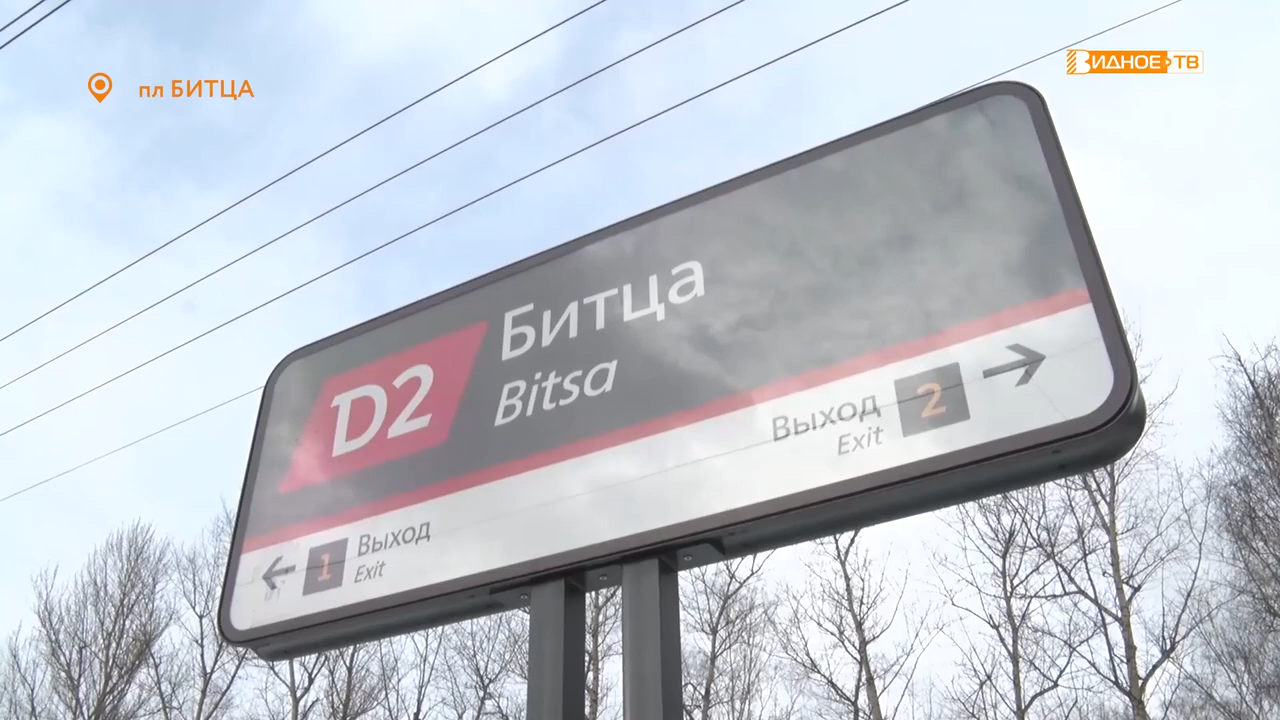 пл БИТЦА
ВИДНОЕ ТВ
D2
Битца
Bitsa
Выход
Exit
2
1
Выход
Exit